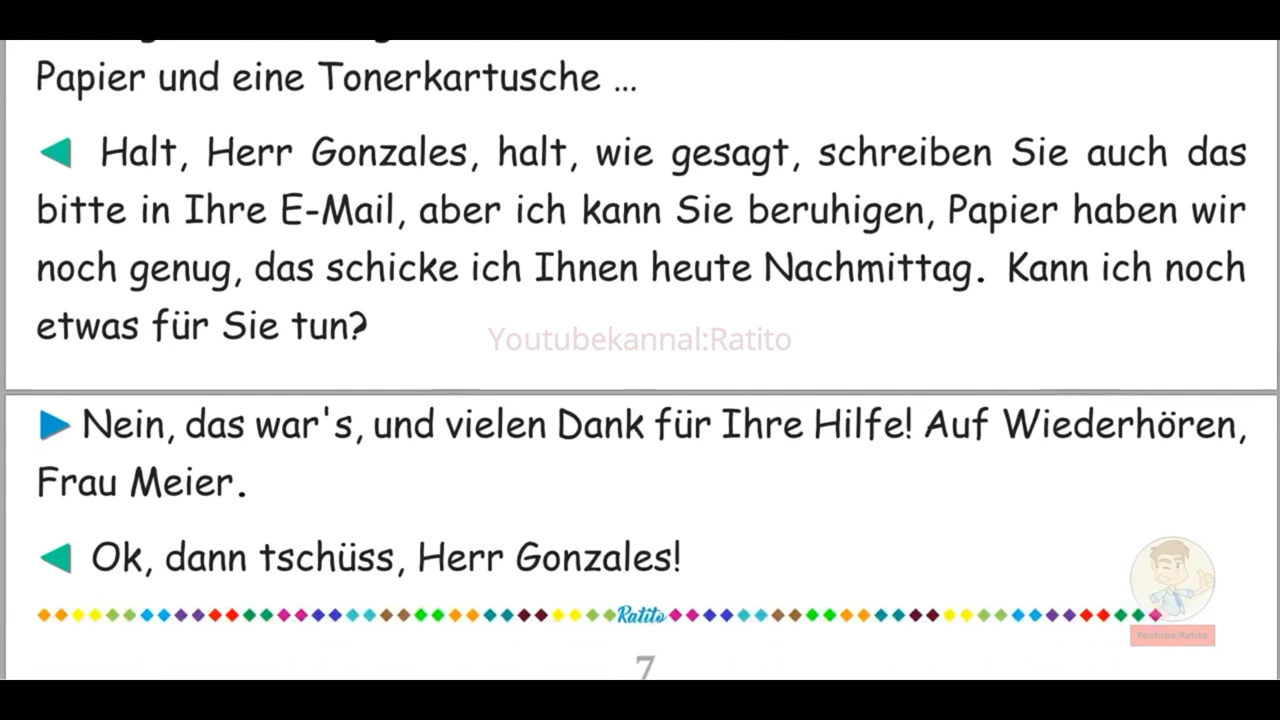 Papier und eine Tonerkartusche ...
Halt, Herr Gonzales, halt, wie gesagt, schreiben Sie auch das
bitte in Ihre E-Mail, aber ich kann Sie beruhigen, Papier haben wir
noch genug, das schicke ich Ihnen heute Nachmittag. Kann ich noch
etwas für Sie tun?
Youtubekannal:Ratito
Nein, das war's, und vielen Dank für Ihre Hilfe! Auf Wiederhören,
Frau Meier.
Ok, dann tschüss, Herr Gonzales!
Ratito
Youtube:Ratito
7